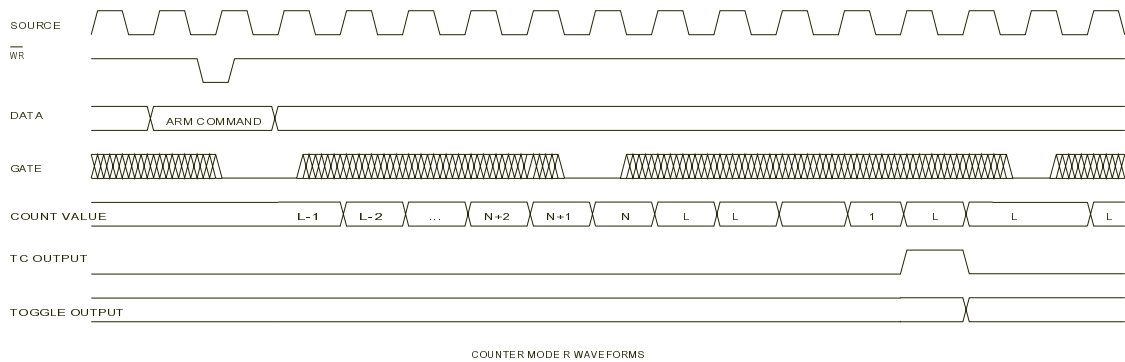 SOURCE
WR
DATA
ARM COMMAND
GATE
COUNT VALUE L-1 L-2 ... N+2 N+1 N L L 1 L L L
TC OUTPUT
TOGGLE OUTPUT
COUNTER MODE R WAVEFORMS